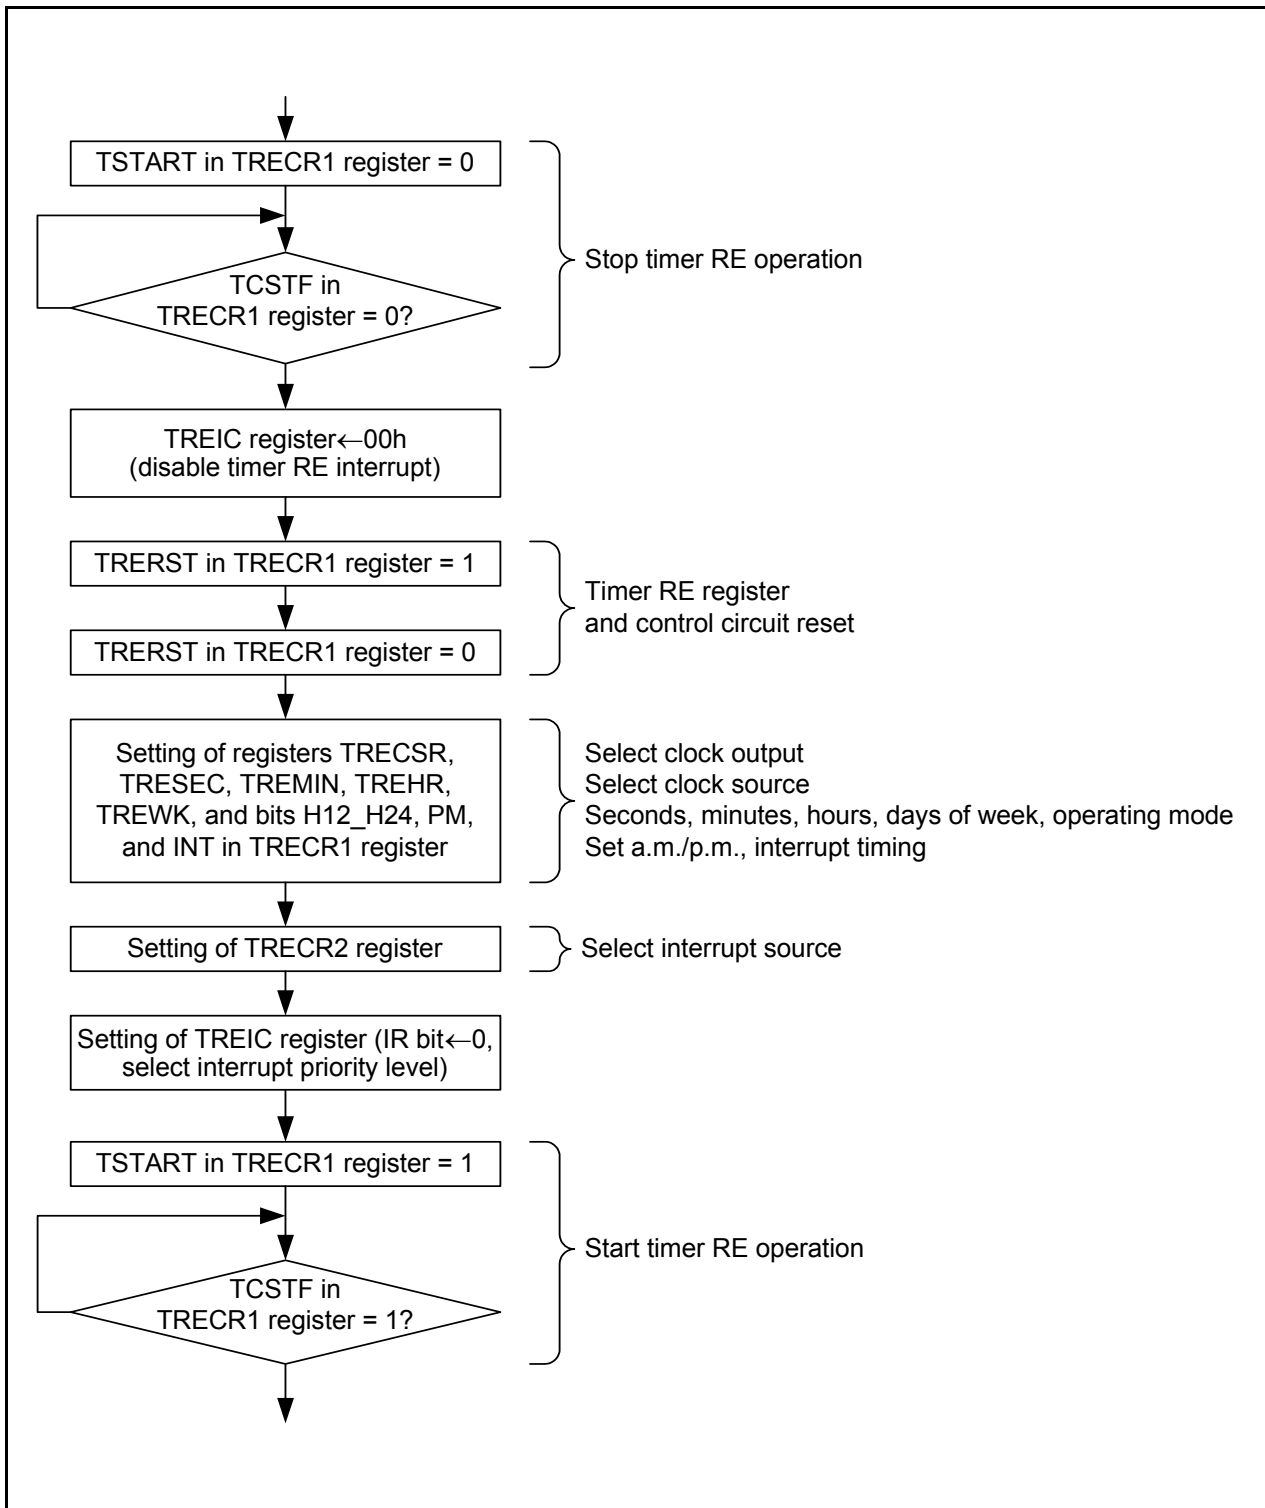 TSTART in TRECR1 register = 0
TCSTF in
TRECR1 register = 0?
Stop timer RE operation
TREIC register←00h
(disable timer RE interrupt)
TRERST in TRECR1 register = 1
TRERST in TRECR1 register = 0
Timer RE register
and control circuit reset
Setting of registers TRECSR,
TRESEC, TREMIN, TREHR,
TREWK, and bits H12_H24, PM,
and INT in TRECR1 register
Select clock output
Select clock source
Seconds, minutes, hours, days of week, operating mode
Set a.m./p.m., interrupt timing
Setting of TRECR2 register
Select interrupt source
Setting of TREIC register (IR bit←0,
select interrupt priority level)
TSTART in TRECR1 register = 1
TCSTF in
TRECR1 register = 1?
Start timer RE operation